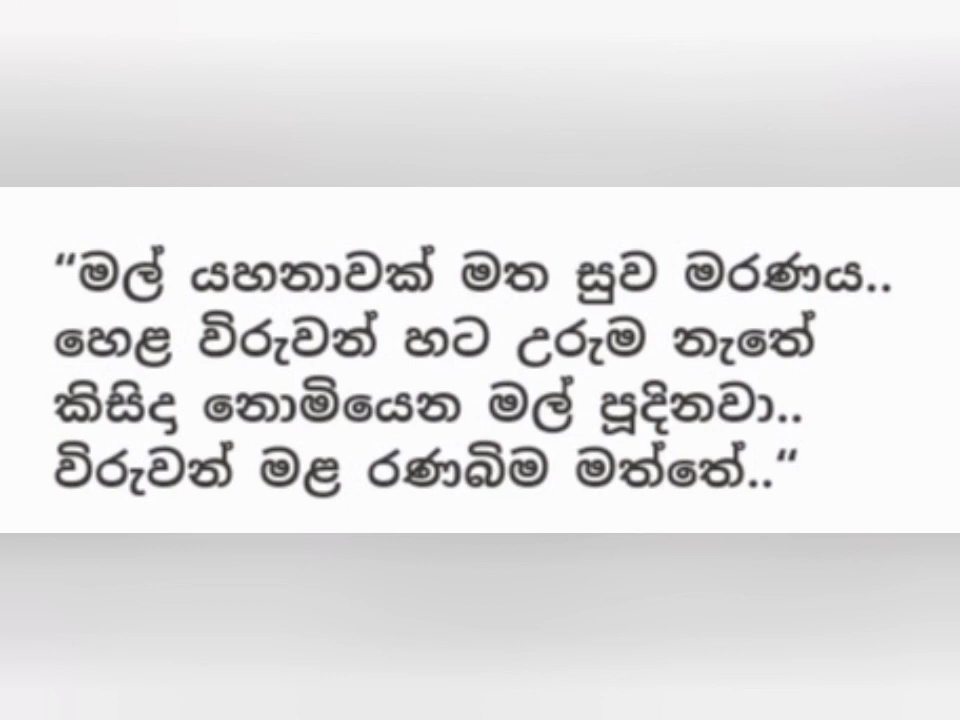 “මල් යහනාවක් මත සුව මරණය..
හෙළ විරුවන් හට උරුම නැතේ
කිසිදා නොමියෙන මල් පූදිනවා..
විරුවන් මළ රණබිම මත්තේ..“